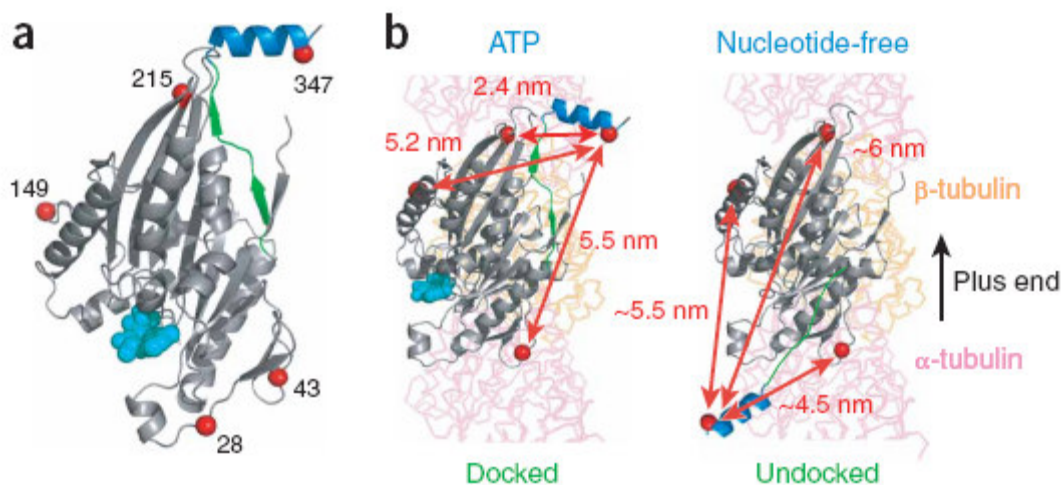 a
215
347
149
43
28
b
ATP
Nucleotide-free
2.4 nm
5.2 nm
5.5 nm
~6 nm
~5.5 nm
~4.5 nm
β-tubulin
Plus end
α-tubulin
Docked
Undocked